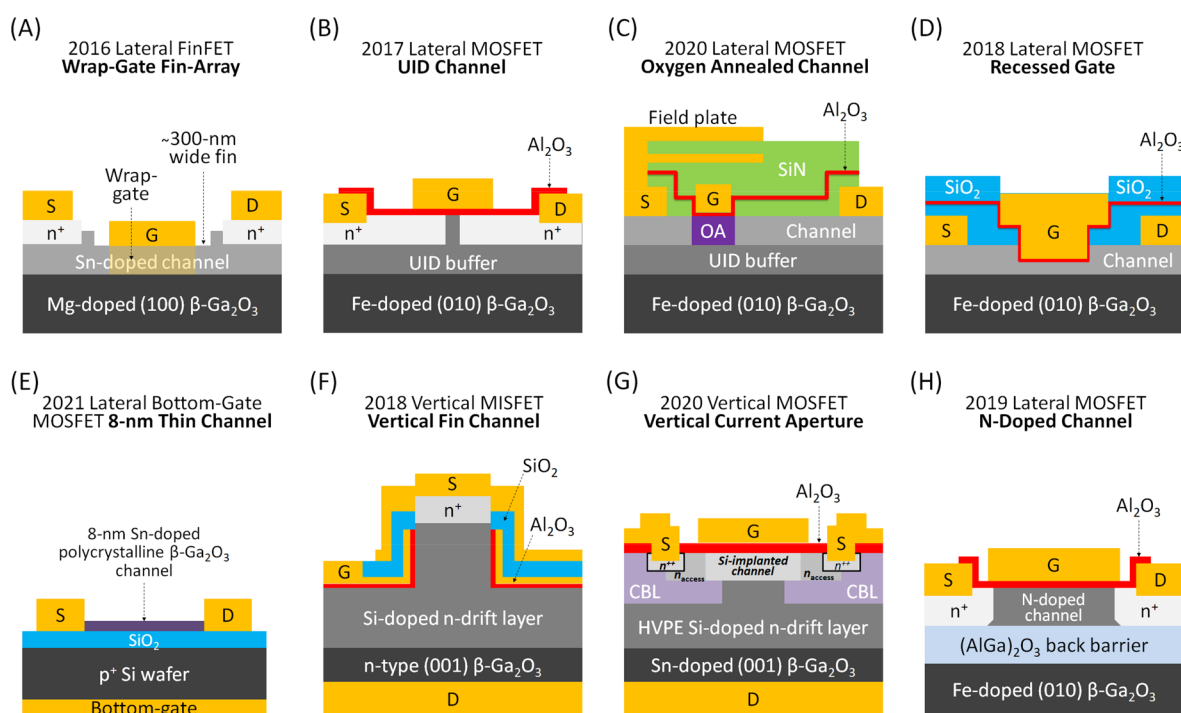 (A)
2016 Lateral FinFET
Wrap-Gate Fin-Array
~300-nm
wide fin
Wrap-
gate
S
D
n⁺
G
n⁺
Sn-doped channel
Mg-doped (100) β-Ga₂O₃
(B)
2017 Lateral MOSFET
UID Channel
Al₂O₃
G
S
D
n⁺
n⁺
UID buffer
Fe-doped (010) β-Ga₂O₃
(C)
2020 Lateral MOSFET
Oxygen Annealed Channel
Field plate
Al₂O₃
SiN
S
G
D
OA
Channel
UID buffer
Fe-doped (010) β-Ga₂O₃
(D)
2018 Lateral MOSFET
Recessed Gate
Al₂O₃
SiO₂
SiO₂
S
G
D
Channel
Fe-doped (010) β-Ga₂O₃
(E)
2021 Lateral Bottom-Gate
MOSFET 8-nm Thin Channel
8-nm Sn-doped
polycrystalline β-Ga₂O₃
channel
S
D
SiO₂
p⁺ Si wafer
Bottom-gate
(F)
2018 Vertical MISFET
Vertical Fin Channel
SiO₂
S
n⁺
Al₂O₃
G
Si-doped n-drift layer
n-type (001) β-Ga₂O₃
D
(G)
2020 Vertical MOSFET
Vertical Current Aperture
Al₂O₃
G
S
S
n⁺⁺
Si-implanted
channel
n⁺⁺
n_access
n_access
CBL
CBL
HVPE Si-doped n-drift layer
Sn-doped (001) β-Ga₂O₃
D
(H)
2019 Lateral MOSFET
N-Doped Channel
Al₂O₃
S
G
D
n⁺
N-doped
channel
n⁺
(AlGa)₂O₃ back barrier
Fe-doped (010) β-Ga₂O₃